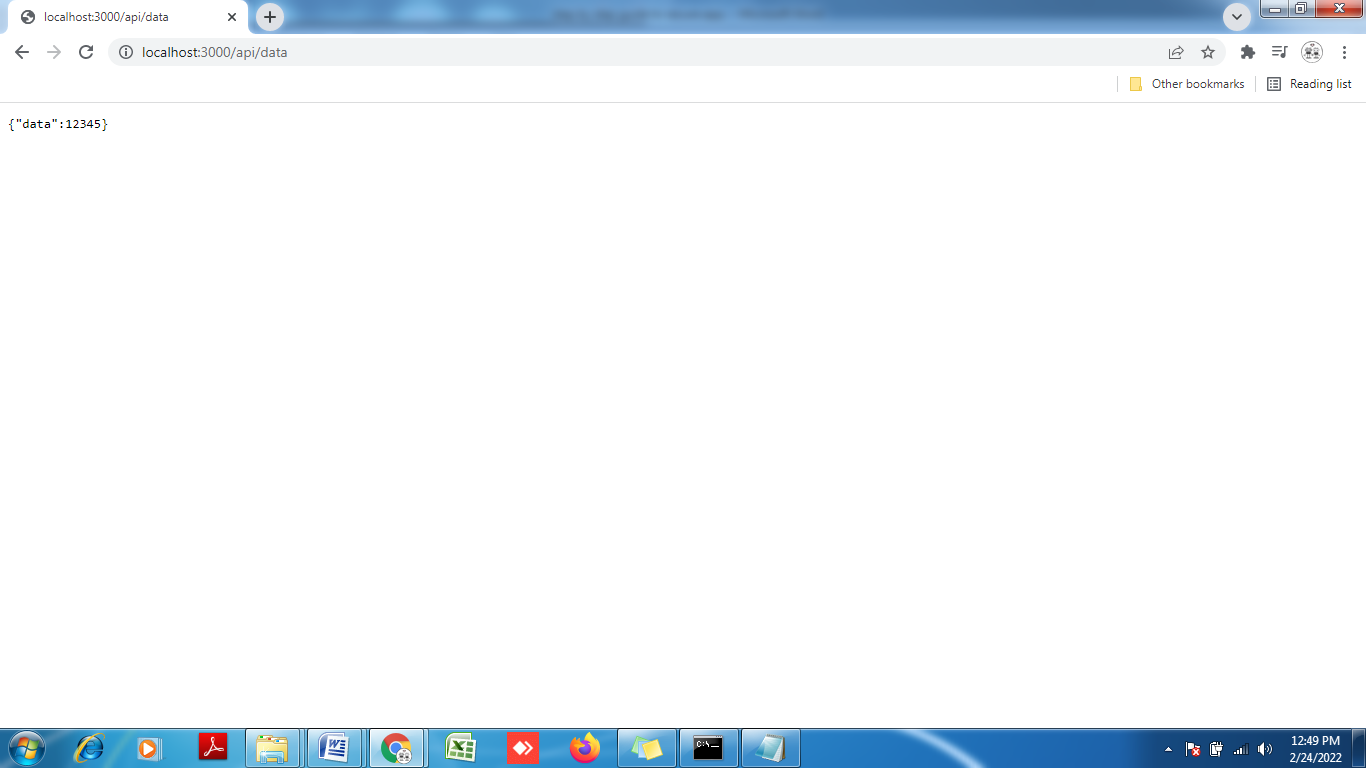 localhost:3000/api/data
localhost:3000/api/data
Other bookmarks
Reading list
{"data":12345}
C:\_
12:49 PM
2/24/2022